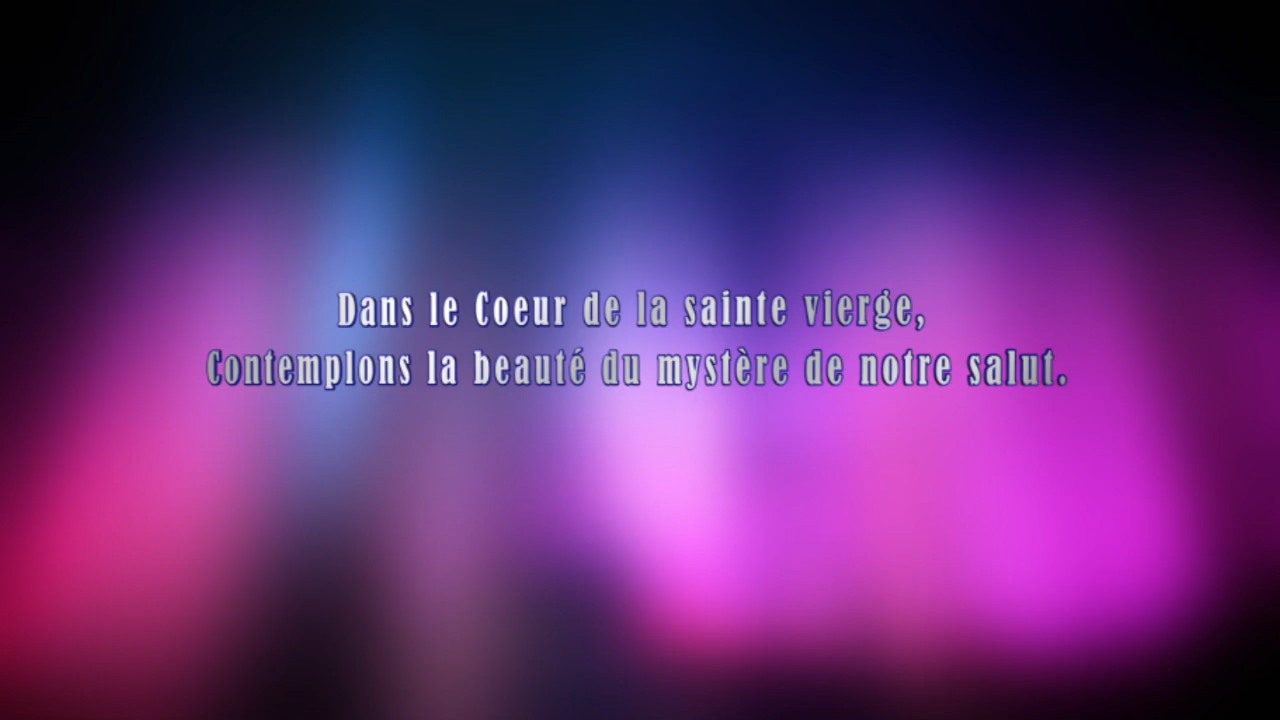 Dans le Coeur de la sainte vierge,
Contemplons la beauté du mystère de notre salut.